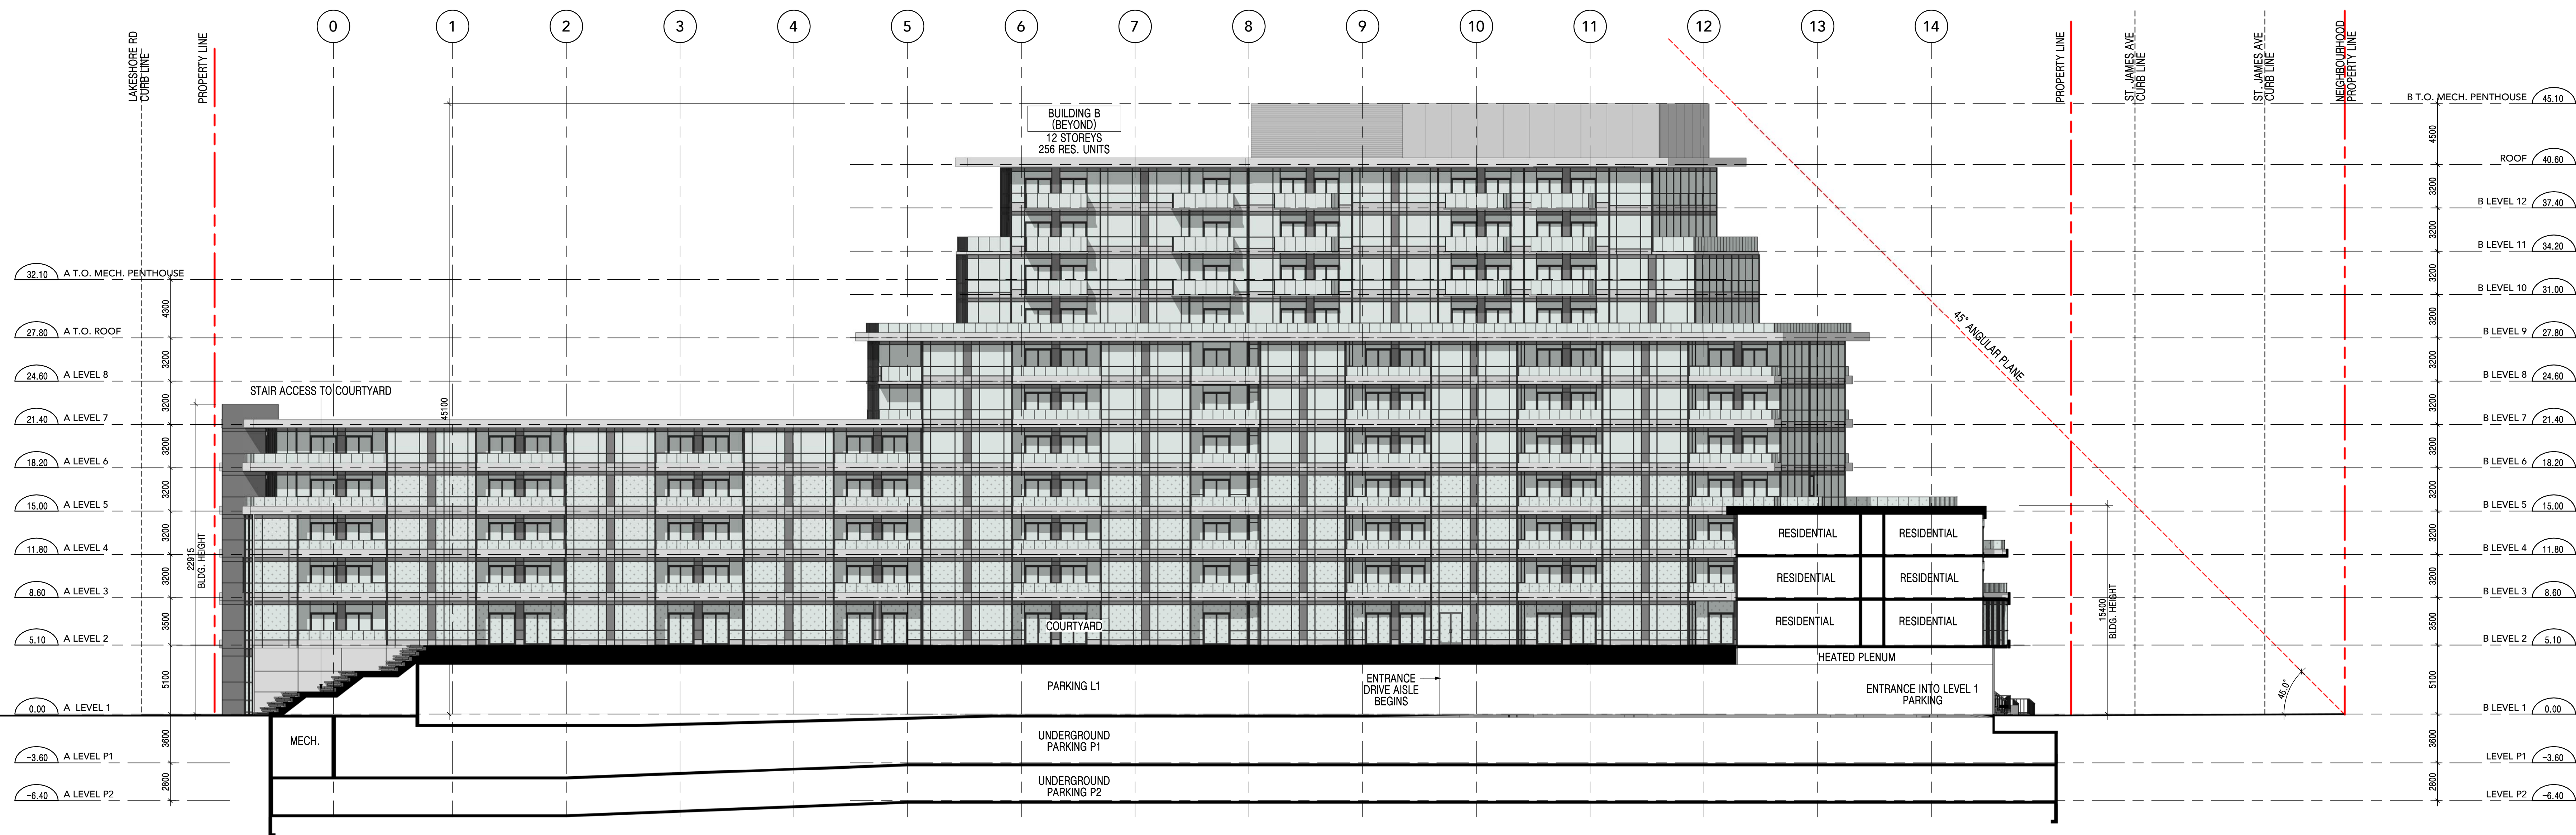 0 1 2 3 4 5 6 7 8 9 10 11 12 13 14
LAKESHORE RD
CURB LINE
PROPERTY LINE
PROPERTY LINE
ST. JAMES AVE
CURB LINE
ST. JAMES AVE
CURB LINE
NEIGHBOURHOOD
PROPERTY LINE
BUILDING B
(BEYOND)
12 STOREYS
256 RES. UNITS
32.10 A T.O. MECH. PENTHOUSE
4300
27.80 A T.O. ROOF
3200
24.60 A LEVEL 8
3200
21.40 A LEVEL 7
3200
18.20 A LEVEL 6
3200
15.00 A LEVEL 5
3200
11.80 A LEVEL 4
3200
8.60 A LEVEL 3
3500
5.10 A LEVEL 2
5100
0.00 A LEVEL 1
3600
-3.60 A LEVEL P1
2800
-6.40 A LEVEL P2
STAIR ACCESS TO COURTYARD
45100
22915
BLDG. HEIGHT
45° ANGULAR PLANE
RESIDENTIAL RESIDENTIAL
RESIDENTIAL RESIDENTIAL
RESIDENTIAL RESIDENTIAL
COURTYARD
HEATED PLENUM
PARKING L1
ENTRANCE
DRIVE AISLE
BEGINS
ENTRANCE INTO LEVEL 1
PARKING
MECH.
UNDERGROUND
PARKING P1
UNDERGROUND
PARKING P2
15400
BLDG. HEIGHT
45.0°
B T.O. MECH. PENTHOUSE 45.10
4500
ROOF 40.60
3200
B LEVEL 12 37.40
3200
B LEVEL 11 34.20
3200
B LEVEL 10 31.00
3200
B LEVEL 9 27.80
3200
B LEVEL 8 24.60
3200
B LEVEL 7 21.40
3200
B LEVEL 6 18.20
3200
B LEVEL 5 15.00
3200
B LEVEL 4 11.80
3200
B LEVEL 3 8.60
3500
B LEVEL 2 5.10
5100
B LEVEL 1 0.00
3600
LEVEL P1 -3.60
2800
LEVEL P2 -6.40